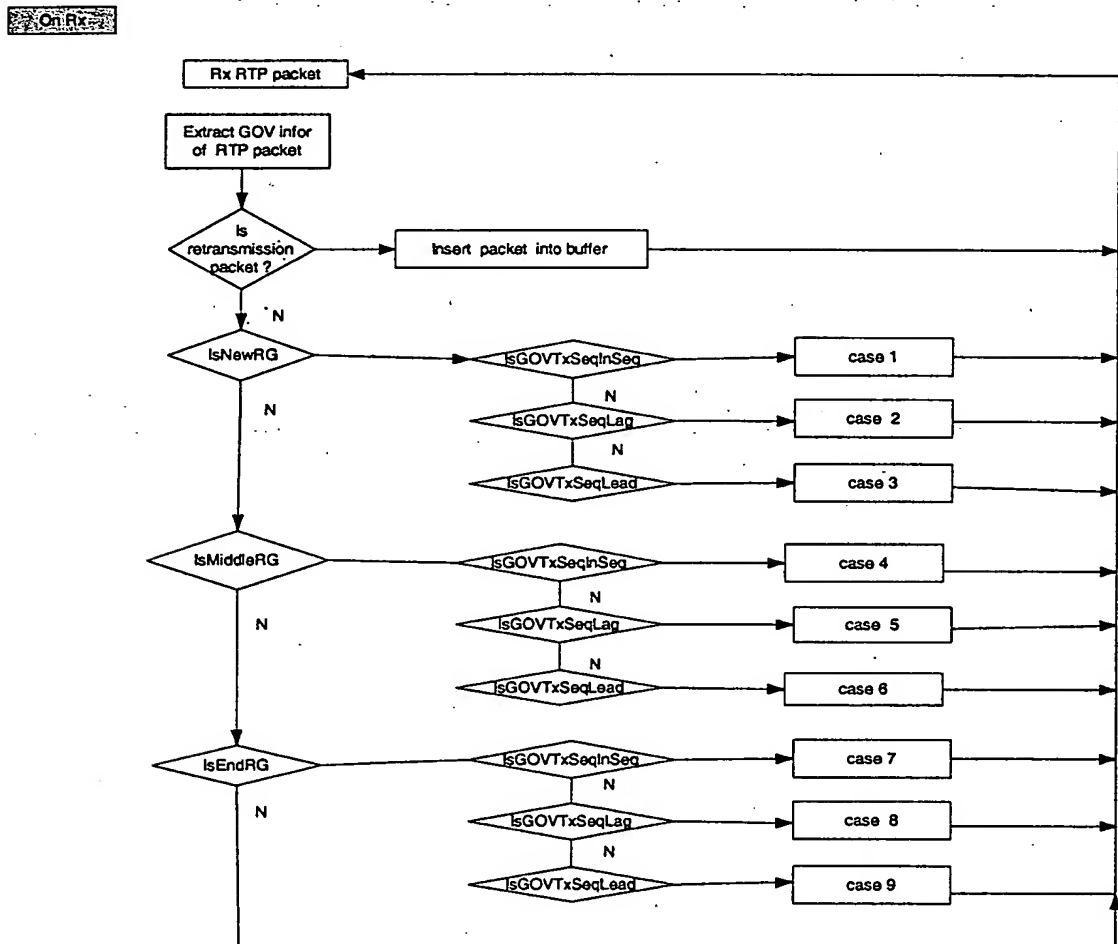 On Rx
Rx RTP packet
Extract GOV infor
of RTP packet
Is
retransmission
packet ?
Insert packet into buffer
N
IsNewRG
IsGOVTxSeqInSeq
case 1
N
N
IsGOVTxSeqLag
case 2
N
IsGOVTxSeqLead
case 3
IsMiddleRG
IsGOVTxSeqInSeq
case 4
N
N
IsGOVTxSeqLag
case 5
N
IsGOVTxSeqLead
case 6
IsEndRG
IsGOVTxSeqInSeq
case 7
N
N
IsGOVTxSeqLag
case 8
N
IsGOVTxSeqLead
case 9